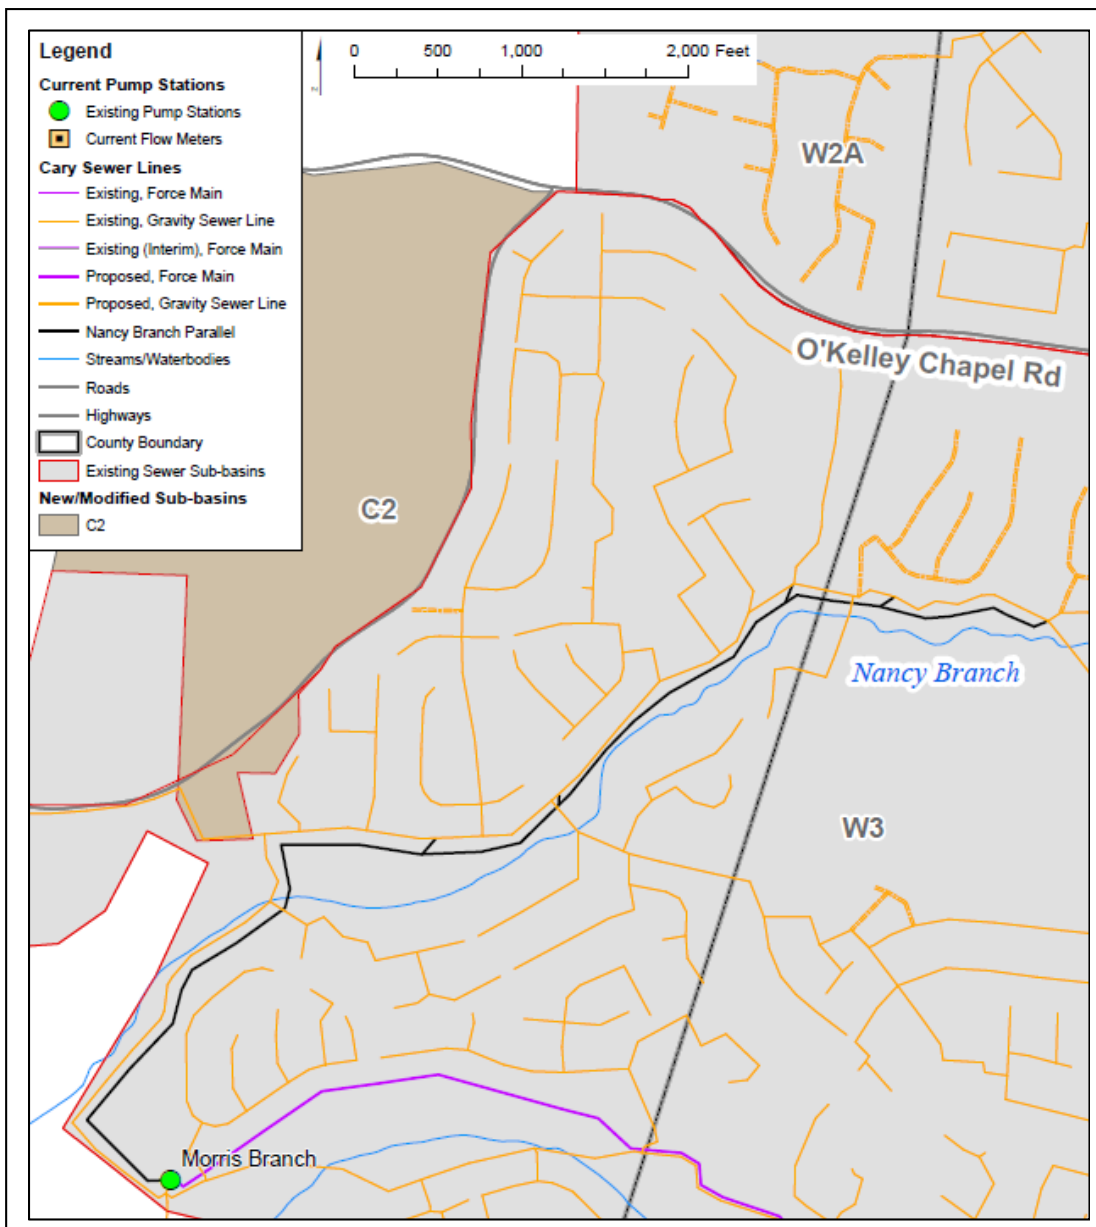 Legend
Current Pump Stations
Existing Pump Stations
Current Flow Meters
Cary Sewer Lines
Existing, Force Main
Existing, Gravity Sewer Line
Existing (Interim), Force Main
Proposed, Force Main
Proposed, Gravity Sewer Line
Nancy Branch Parallel
Streams/Waterbodies
Roads
Highways
County Boundary
Existing Sewer Sub-basins
New/Modified Sub-basins
C2
0 500 1,000 2,000 Feet
W2A
O'Kelley Chapel Rd
C2
Nancy Branch
W3
Morris Branch